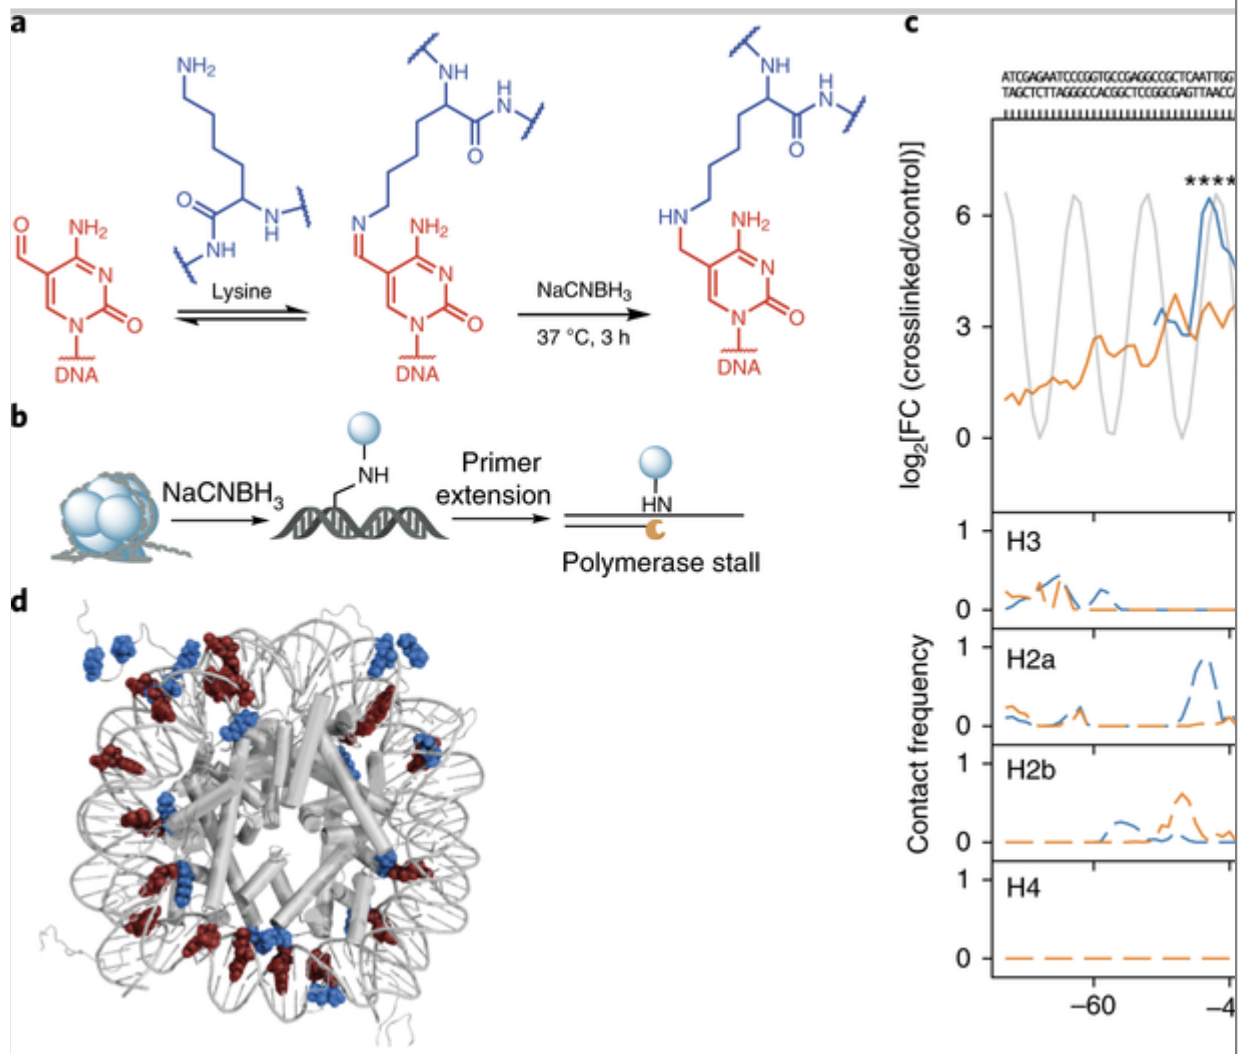 a
NH2
O
NH
N
H
O
NH2
N
N
O
DNA
Lysine
NH
H
N
O
N
NH2
N
N
O
DNA
NaCNBH3
37 °C, 3 h
NH
H
N
O
HN
NH2
N
N
O
DNA
b
NaCNBH3
NH
Primer
extension
HN
Polymerase stall
d
c
ATCGAGAATCCCGGTGCCGAGGCCGCTCAATTGG
TAGCTCTTAGGGCCACGGCTCCGGCGAGTTAACC
****
log2[FC (crosslinked/control)]
6
3
0
Contact frequency
1
H3
0
1
H2a
0
1
H2b
0
1
H4
0
−60
−4